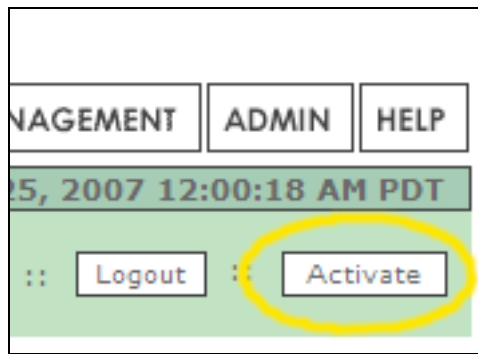 NAGEMENT ADMIN HELP
25, 2007 12:00:18 AM PDT
:: Logout :: Activate